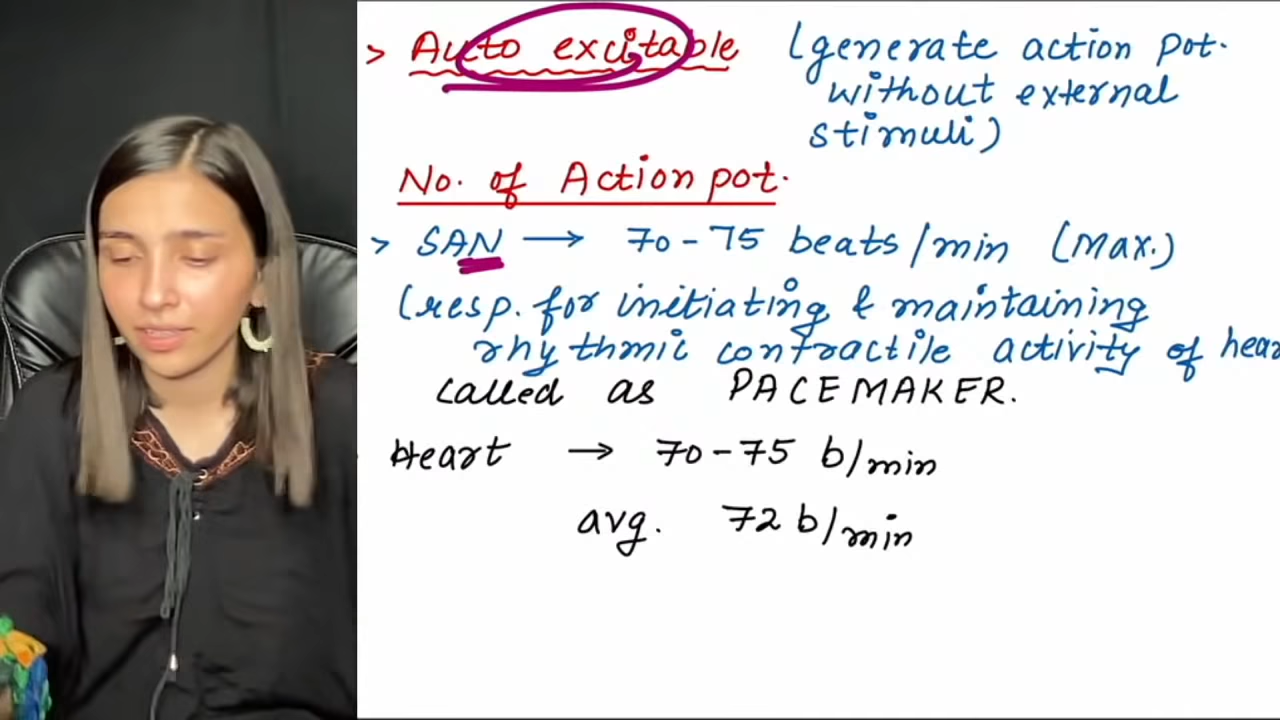 > Auto excitable (generate action pot.
without external
stimuli)
No. of Action pot.
> SAN → 70-75 beats/min (Max.)
(resp. for initiating & maintaining
rhythmic contractile activity of hear
called as PACEMAKER.
Heart → 70-75 b/min
avg. 72 b/min